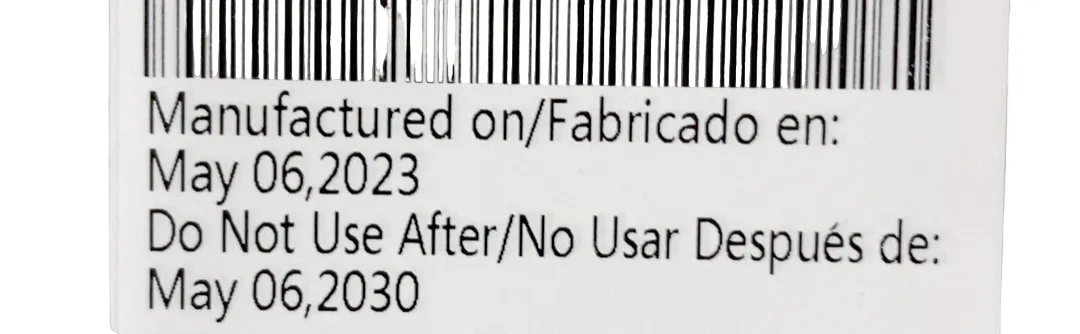 Manufactured on/Fabricado en:
May 06,2023
Do Not Use After/No Usar Después de:
May 06,2030